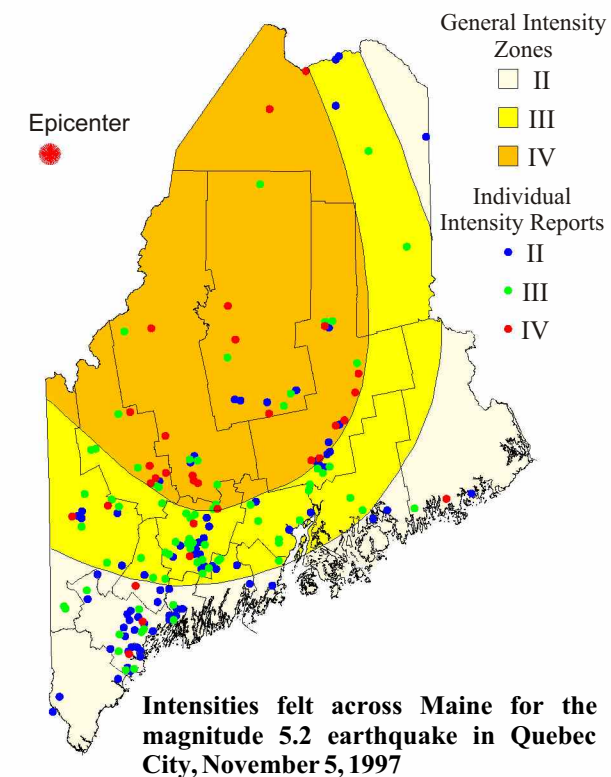 General Intensity
Zones
II
III
IV
Epicenter
Individual
Intensity Reports
II
III
IV
Intensities felt across Maine for the
magnitude 5.2 earthquake in Quebec
City, November 5, 1997